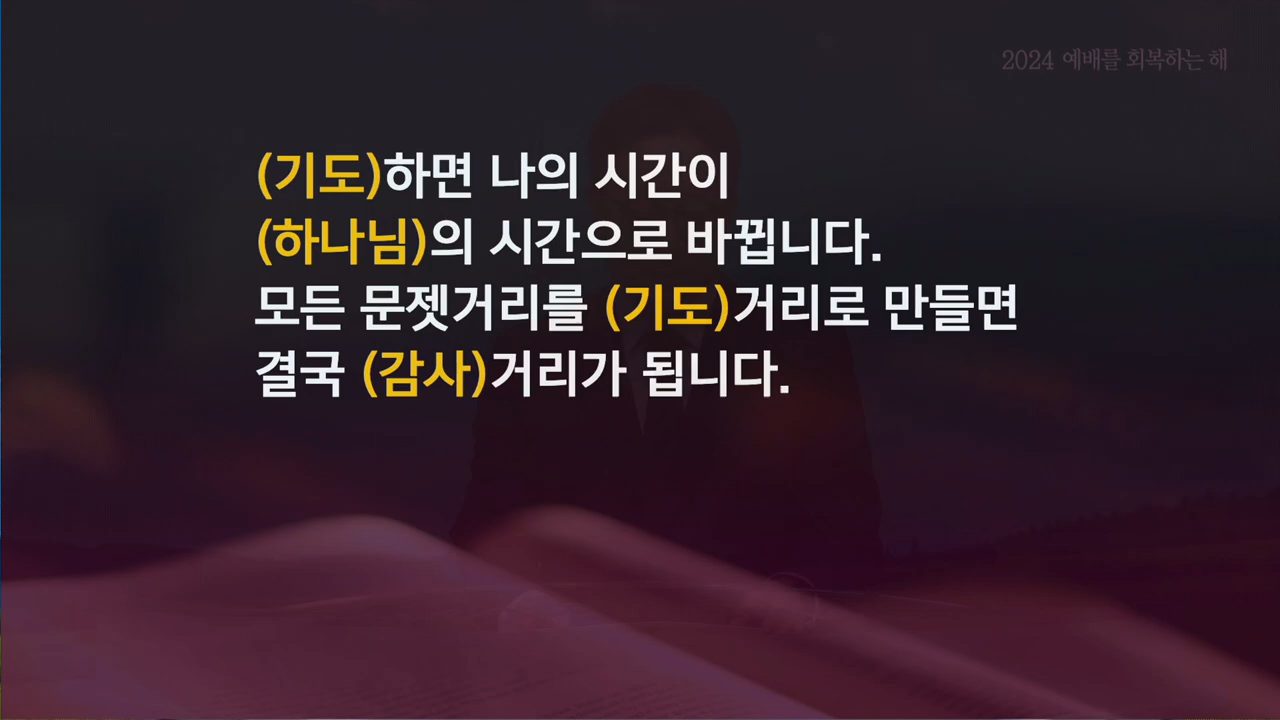 2024 예배를 회복하는 해
(기도)하면 나의 시간이
(하나님)의 시간으로 바뀝니다.
모든 문젯거리를 (기도)거리로 만들면
결국 (감사)거리가 됩니다.